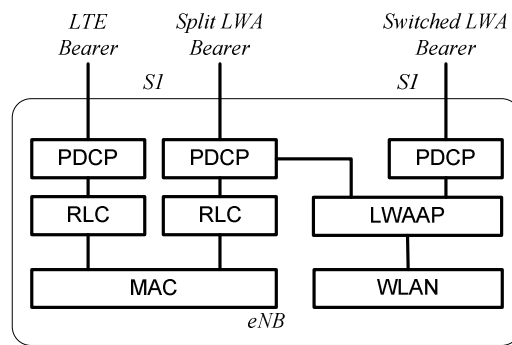 LTE Bearer
Split LWA Bearer
Switched LWA Bearer
S1
S1
PDCP
PDCP
PDCP
RLC
RLC
LWAAP
MAC
WLAN
eNB